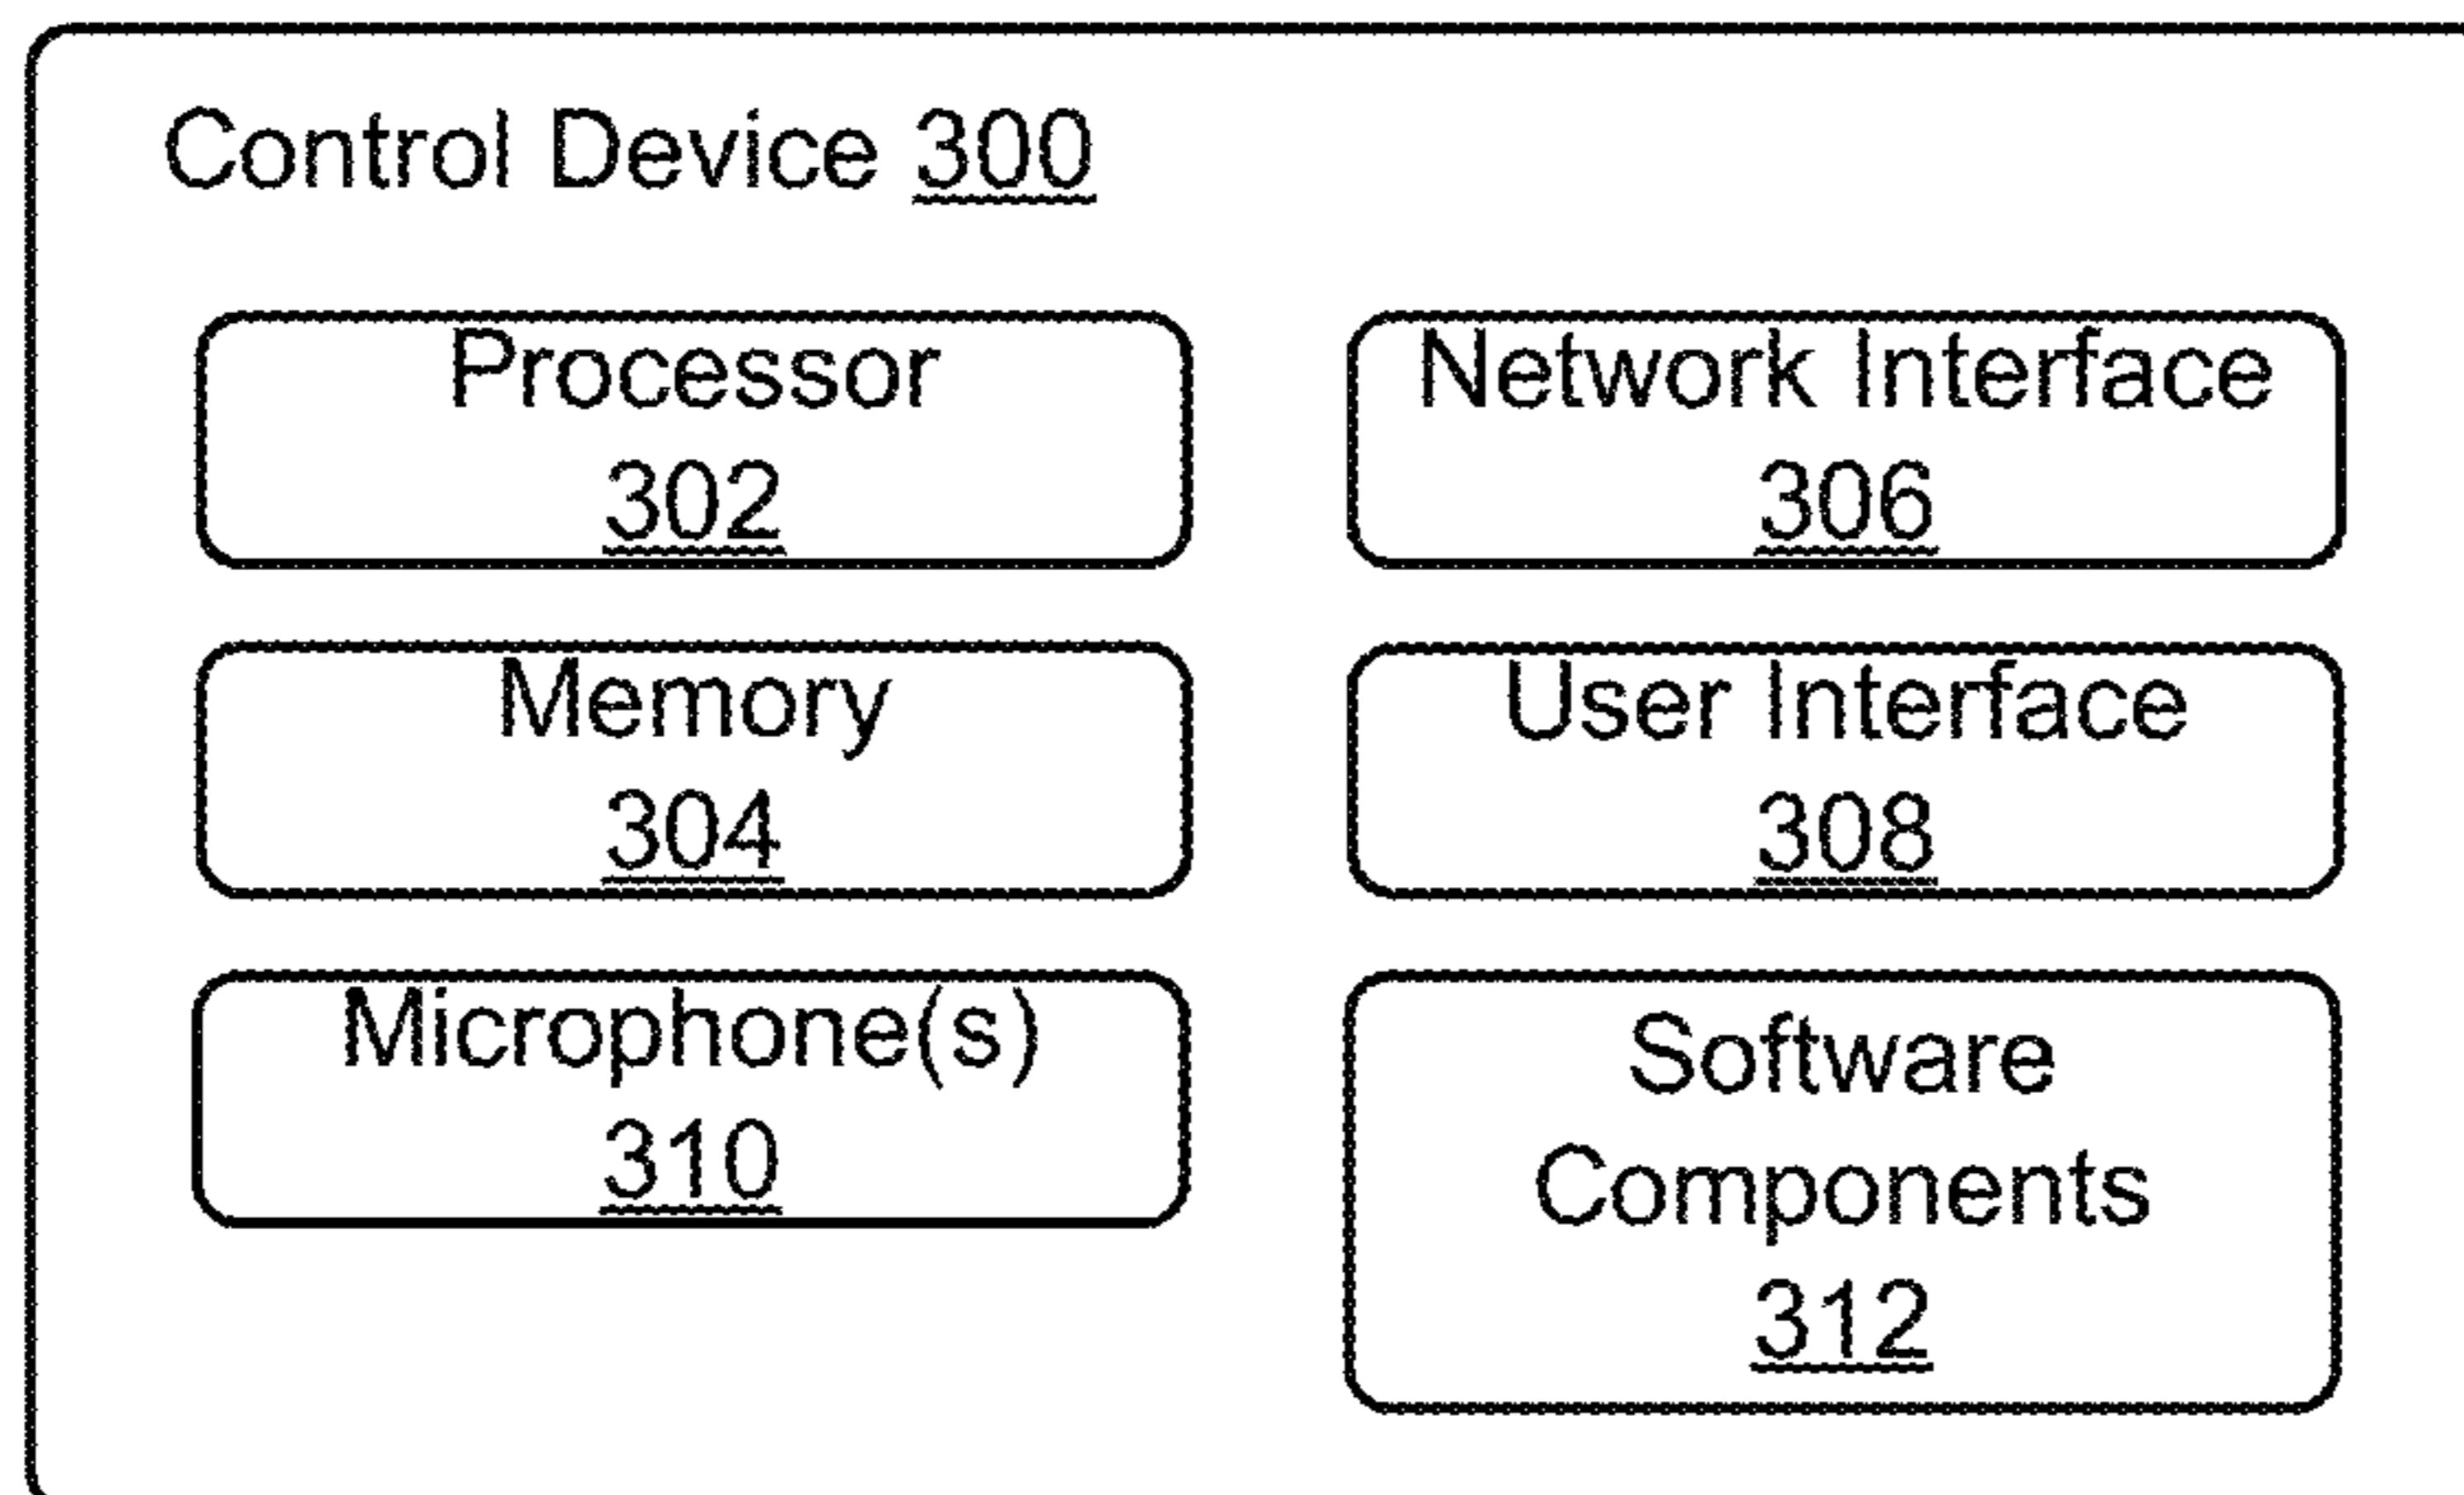 Control Device 300
Processor
302
Network Interface
306
Memory
304
User Interface
308
Microphone(s)
310
Software
Components
312